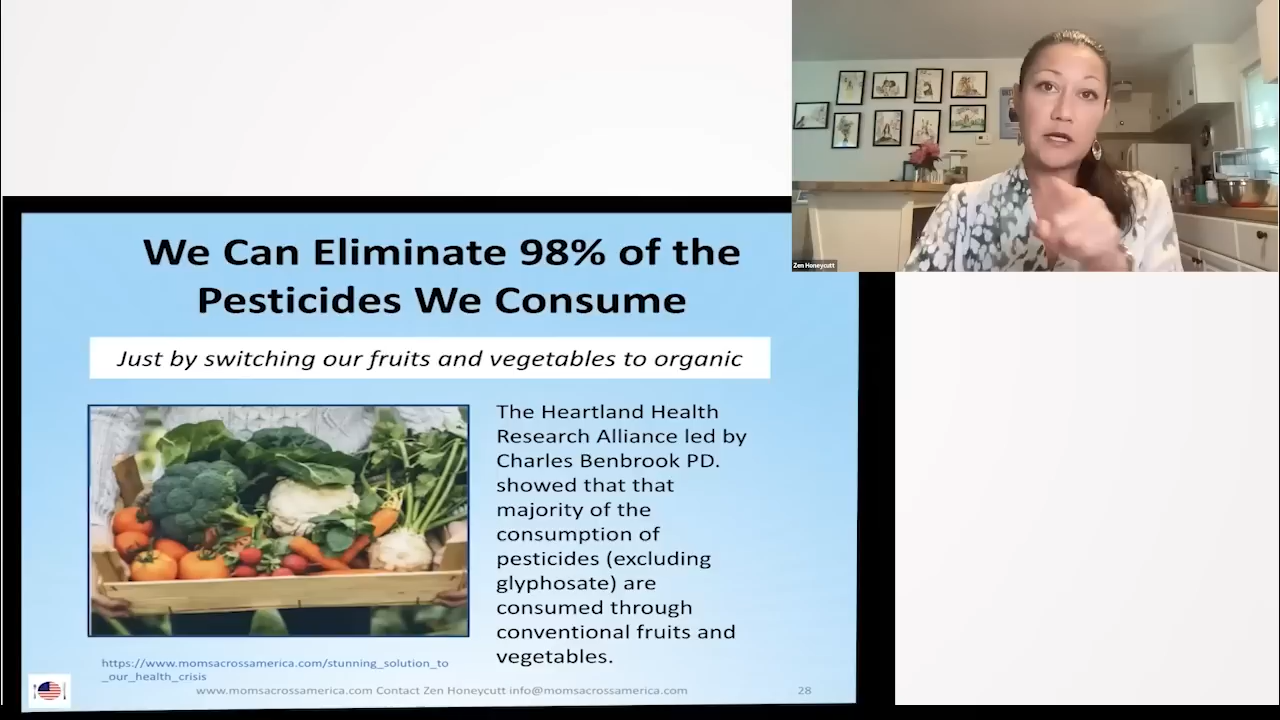 Zen Honeycutt
We Can Eliminate 98% of the
Pesticides We Consume
Just by switching our fruits and vegetables to organic
The Heartland Health
Research Alliance led by
Charles Benbrook PD.
showed that that
majority of the
consumption of
pesticides (excluding
glyphosate) are
consumed through
conventional fruits and
vegetables.
https://www.momsacrossamerica.com/stunning_solution_to
_our_health_crisis
www.momsacrossamerica.com Contact Zen Honeycutt info@momsacrossamerica.com
28